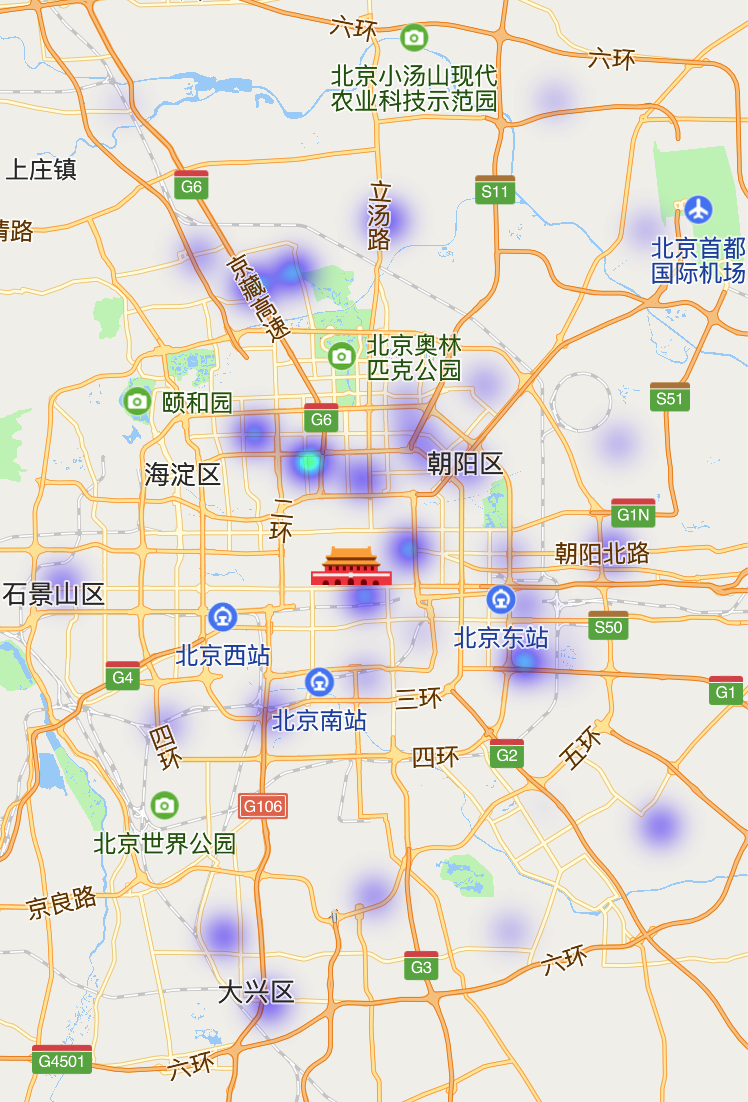 六环
六环
北京小汤山现代
农业科技示范园
上庄镇
G6
立汤路
S11
北京首都
国际机场
京藏高速
北京奥林
匹克公园
颐和园
S51
G6
海淀区
朝阳区
二环
G1N
朝阳北路
石景山区
北京西站
北京东站
S50
G4
北京南站
三环
G1
四环
四环
G2
五环
G106
北京世界公园
京良路
G3
六环
大兴区
G4501
六环